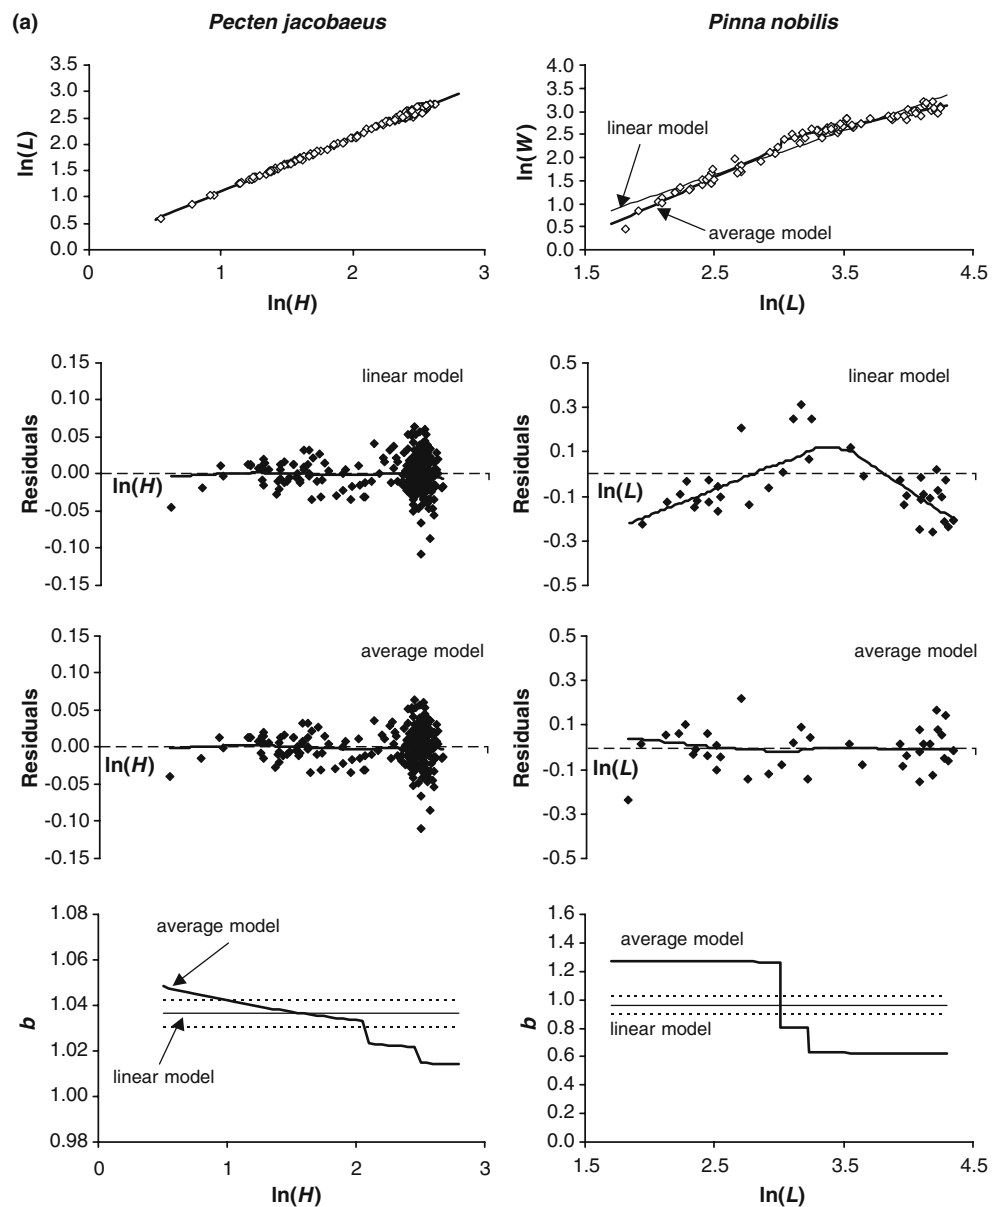 (a)
Pecten jacobaeus
Pinna nobilis
3.5
3.0
2.5
2.0
1.5
1.0
0.5
0.0
ln(L)
0
1
2
3
ln(H)
4.0
3.5
3.0
2.5
2.0
1.5
1.0
0.5
0.0
ln(W)
linear model
average model
1.5
2.5
3.5
4.5
ln(L)
0.15
0.10
0.05
0.00
-0.05
-0.10
-0.15
Residuals
linear model
ln(H)
0.5
0.3
0.1
-0.1
-0.3
-0.5
Residuals
linear model
ln(L)
0.15
0.10
0.05
0.00
-0.05
-0.10
-0.15
Residuals
average model
ln(H)
0.5
0.3
0.1
-0.1
-0.3
-0.5
Residuals
average model
ln(L)
1.08
1.06
1.04
1.02
1.00
0.98
b
average model
linear model
0
1
2
3
ln(H)
1.6
1.4
1.2
1.0
0.8
0.6
0.4
0.2
0.0
b
average model
linear model
1.5
2.5
3.5
4.5
ln(L)